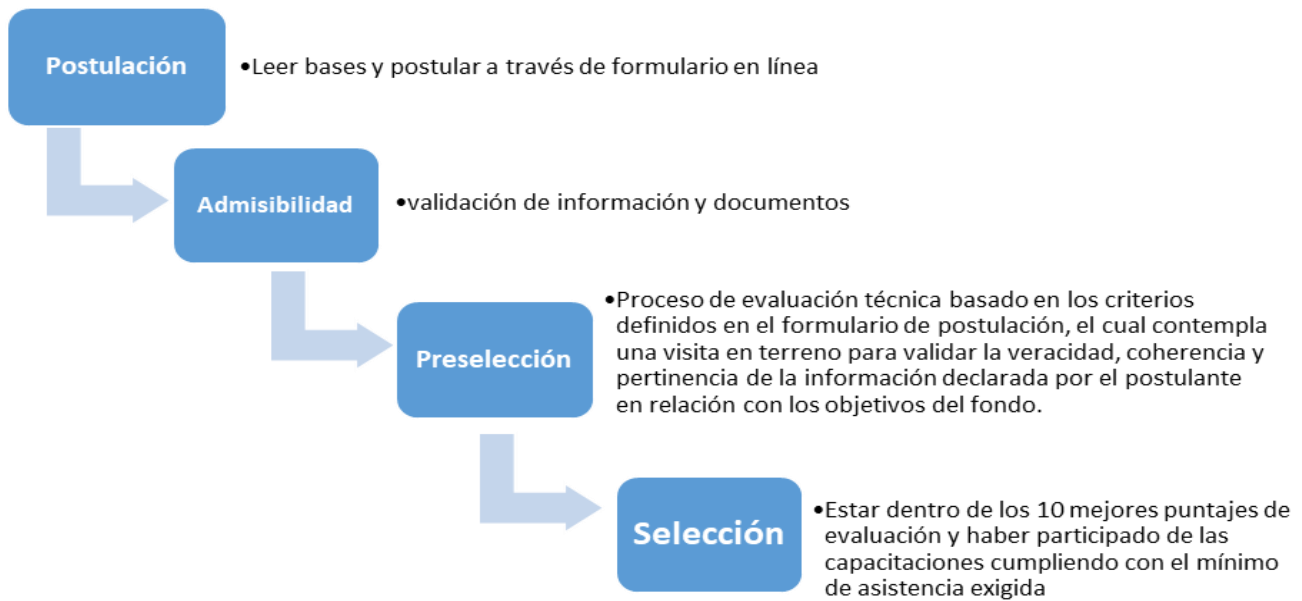 Postulación
•Leer bases y postular a través de formulario en línea
Admisibilidad
•validación de información y documentos
Preselección
•Proceso de evaluación técnica basado en los criterios
definidos en el formulario de postulación, el cual contempla
una visita en terreno para validar la veracidad, coherencia y
pertinencia de la información declarada por el postulante
en relación con los objetivos del fondo.
Selección
•Estar dentro de los 10 mejores puntajes de
evaluación y haber participado de las
capacitaciones cumpliendo con el mínimo
de asistencia exigida